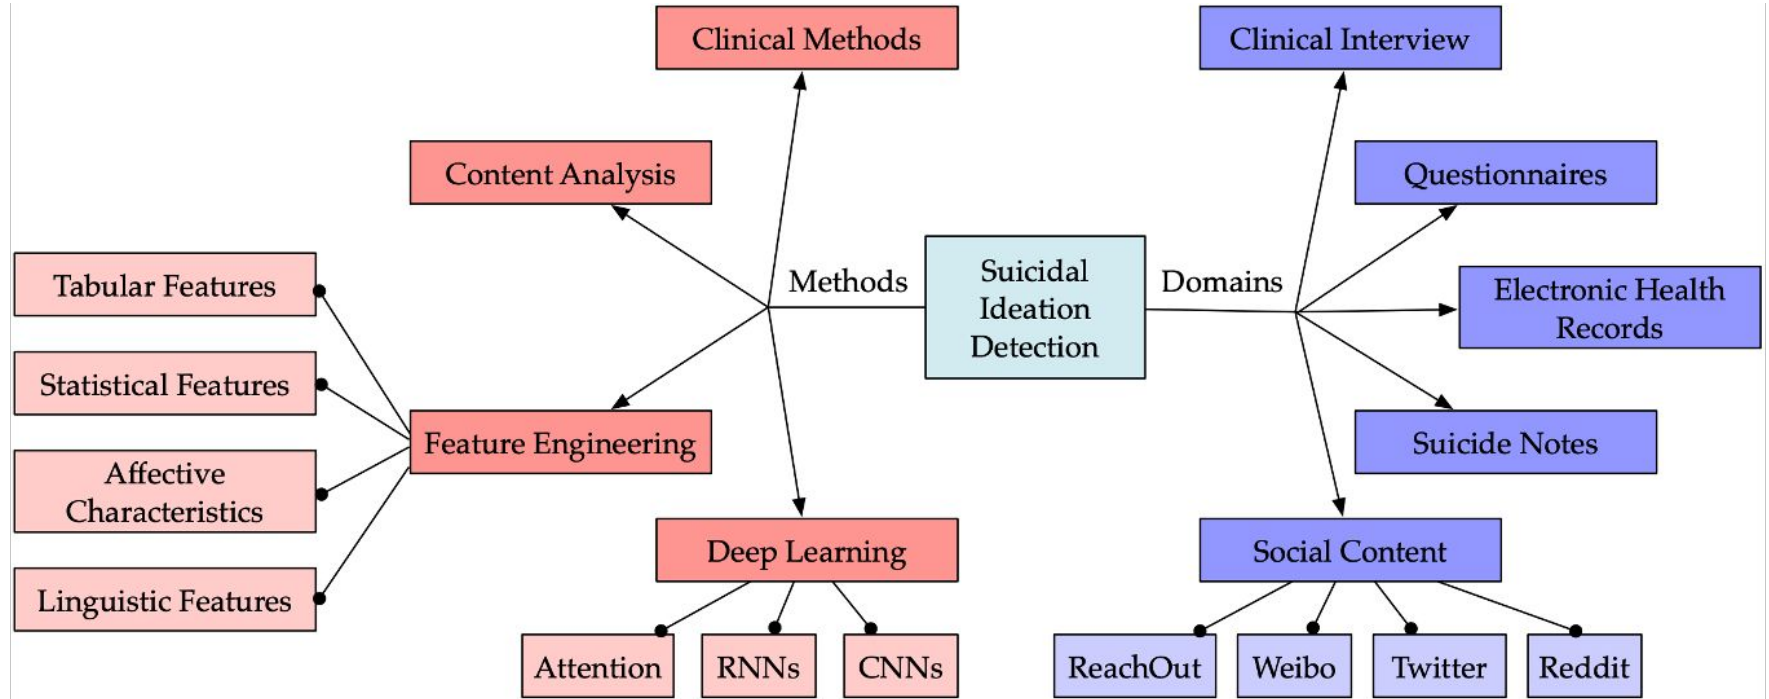 Clinical Methods
Clinical Interview
Content Analysis
Questionnaires
Tabular Features
Methods
Suicidal
Ideation
Detection
Domains
Electronic Health
Records
Statistical Features
Feature Engineering
Suicide Notes
Affective
Characteristics
Deep Learning
Social Content
Linguistic Features
Attention
RNNs
CNNs
ReachOut
Weibo
Twitter
Reddit